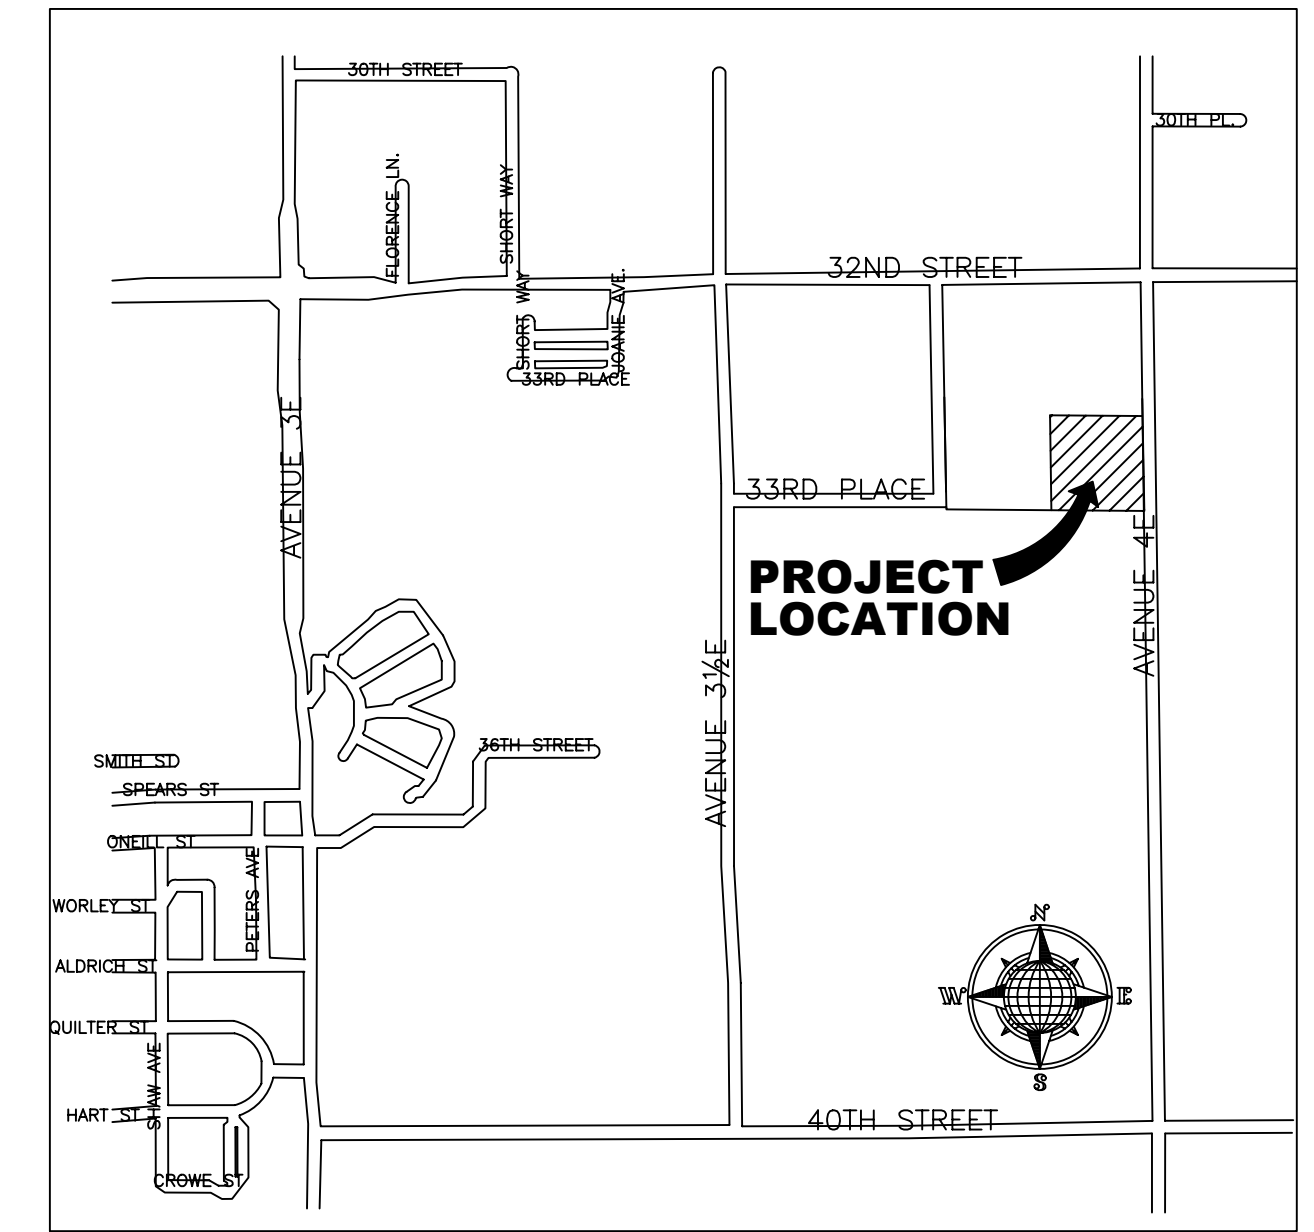 30TH STREET
30TH PL.
FLORENCE LN.
SHORT WAY
32ND STREET
SHORT WAY
JOANIE AVE.
33RD PLACE
AVENUE 3E
33RD PLACE
PROJECT
LOCATION
AVENUE 4E
AVENUE 3½E
36TH STREET
SMITH ST
SPEARS ST
ONEILL ST
PETERS AVE
WORLEY ST
ALDRICH ST
QUILTER ST
SHAW AVE
HART ST
CROWE ST
40TH STREET
N
W
E
S